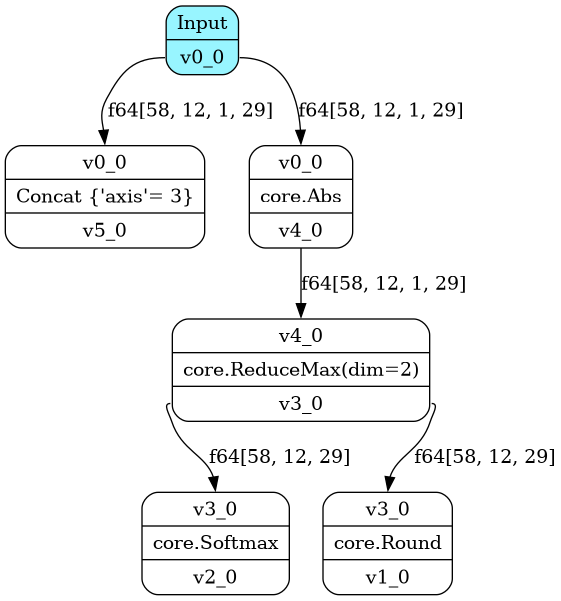 Input
v0_0
f64[58, 12, 1, 29]
f64[58, 12, 1, 29]
v0_0
Concat {'axis'= 3}
v5_0
v0_0
core.Abs
v4_0
f64[58, 12, 1, 29]
v4_0
core.ReduceMax(dim=2)
v3_0
f64[58, 12, 29]
f64[58, 12, 29]
v3_0
core.Softmax
v2_0
v3_0
core.Round
v1_0